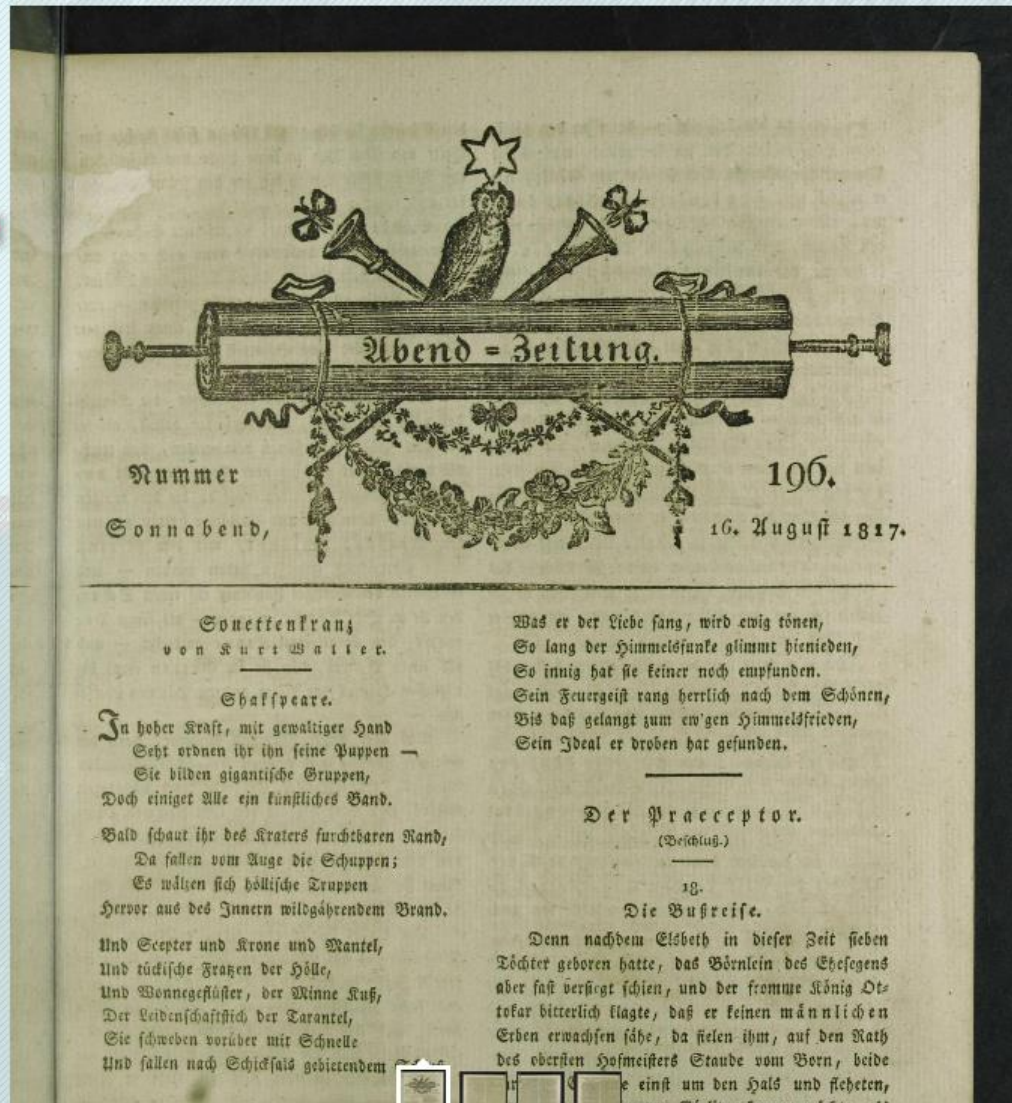 Abend = Zeitung.
Nummer
196.
Sonnabend,
16. August 1817.
Sonettenkranz
von Kurt Waller.
Shakspeare.
In hoher Kraft, mit gewaltiger Hand
Seht ordnen ihr ihn seine Puppen —
Sie bilden gigantische Gruppen,
Doch einiget Alle ein künstliches Band.
Bald schaut ihr des Kraters furchtbaren Rand,
Da fallen vom Auge die Schuppen;
Es wälzen sich höllische Truppen
Hervor aus des Innern wildgährendem Brand.
Und Scepter und Krone und Mantel,
Und tückische Fratzen der Hölle,
Und Wonnegeflüster, der Minne Kuß,
Der Leidenschaftstich der Tarantel,
Sie schweben vorüber mit Schnelle
Und fallen nach Schicksals gebietendem
Was er der Liebe sang, wird ewig tönen,
So lang der Himmelsfunke glimmt hienieden,
So innig hat sie keiner noch empfunden.
Sein Feuergeist rang herrlich nach dem Schönen,
Bis daß gelangt zum ew'gen Himmelsfrieden,
Sein Ideal er droben hat gefunden.
Der Praeceptor.
(Beschluß.)
18.
Die Bußreise.
Denn nachdem Elsbeth in dieser Zeit sieben
Töchter geboren hatte, das Börnlein des Ehesegens
aber fast versiegt schien, und der fromme König Ot=
tokar bitterlich klagte, daß er keinen männlichen
Erben erwachsen sähe, da fielen ihm, auf den Rath
des obersten Hofmeisters Staude vom Born, beide
einst um den Hals und fleheten,